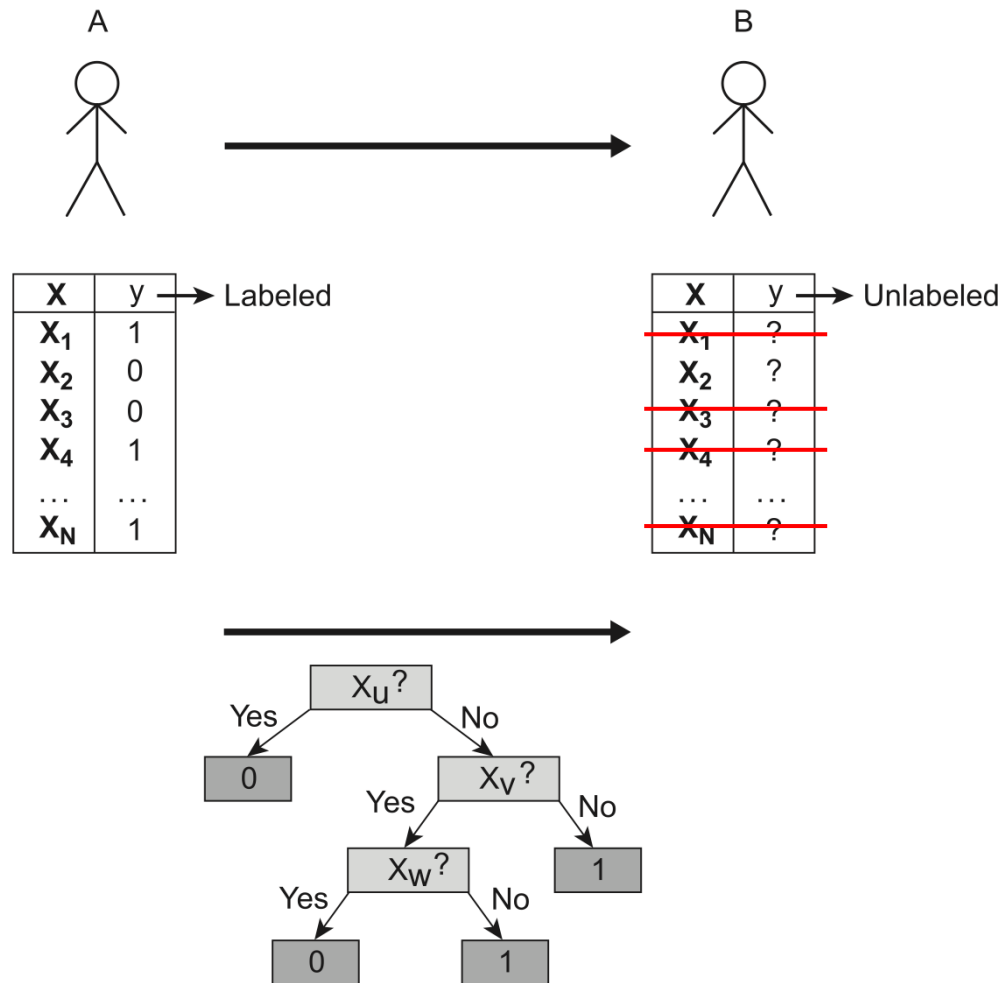 A B
X y Labeled X y Unlabeled
X1 1 X1 ?
X2 0 X2 ?
X3 0 X3 ?
X4 1 X4 ?
... ... ... ...
XN 1 XN ?
Xu?
Yes No
0 Xv?
Yes No
Xw? 1
Yes No
0 1